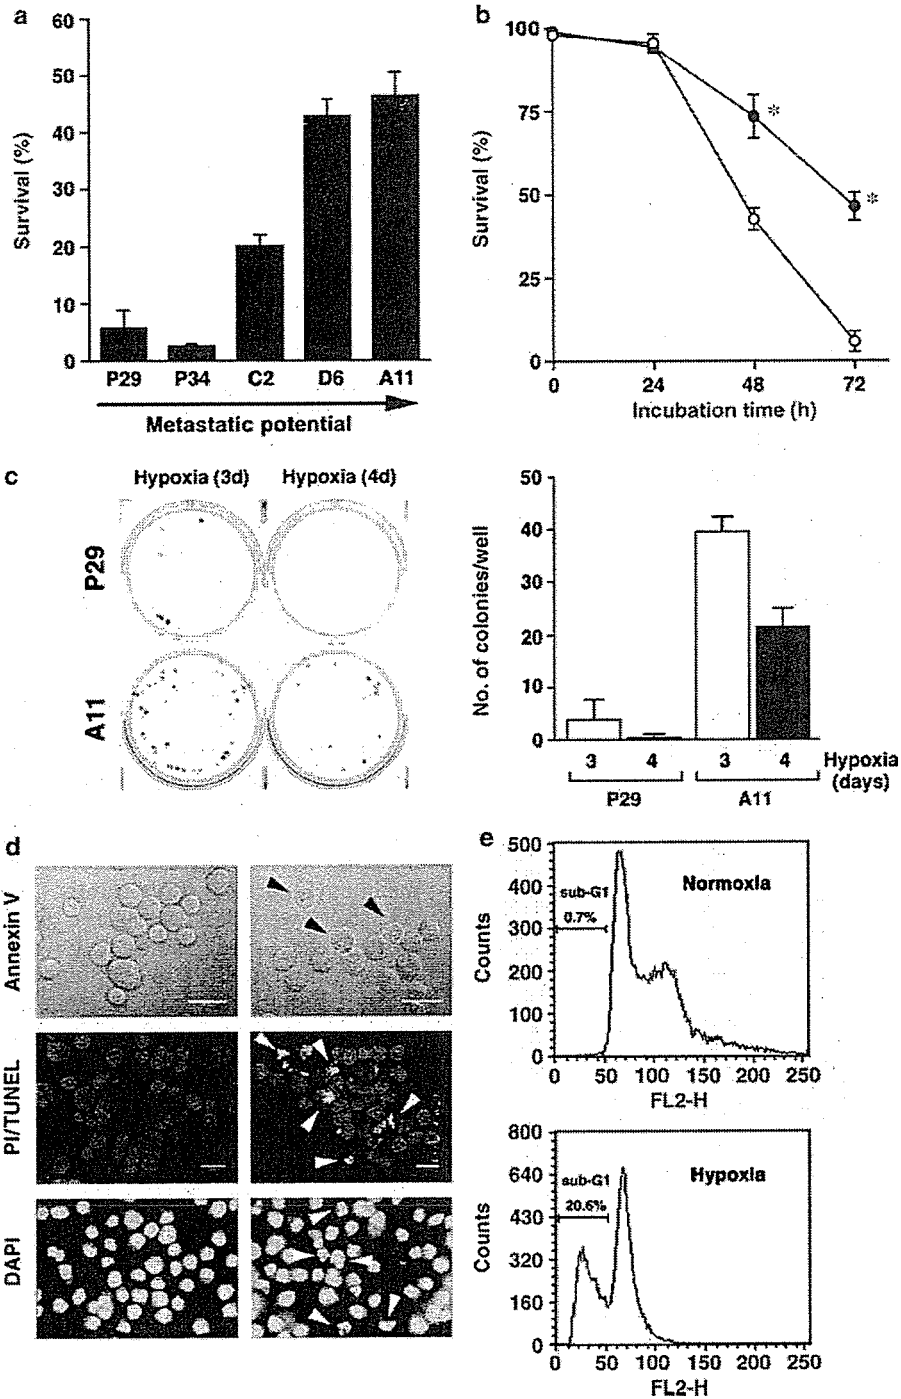 a
60
50
40
30
20
10
0
Survival (%)
P29 P34 C2 D6 A11
Metastatic potential
b
100
75
50
25
0
Survival (%)
*
*
0 24 48 72
Incubation time (h)
c
Hypoxia (3d) Hypoxia (4d)
P29
A11
50
40
30
20
10
0
No. of colonies/well
3 4 3 4 Hypoxia
(days)
P29 A11
d
Annexin V
PI/TUNEL
DAPI
e
500
400
300
200
100
0
Counts
Normoxia
sub-G1
0.7%
0 50 100 150 200 250
FL2-H
800
640
430
320
160
0
Counts
Hypoxia
sub-G1
20.6%
0 50 100 150 200 250
FL2-H